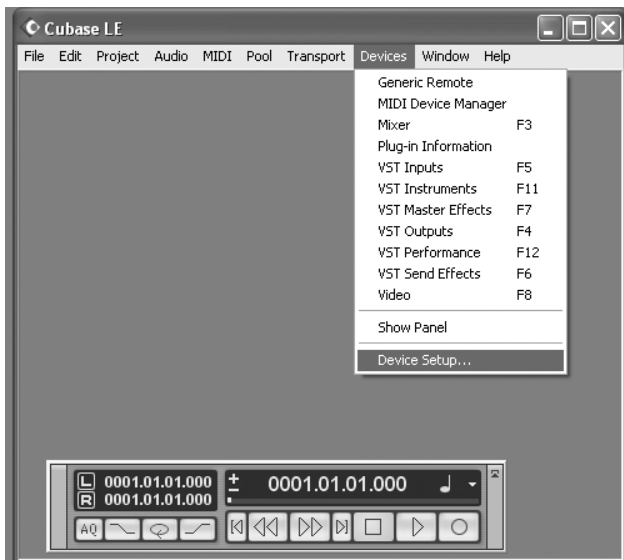 Cubase LE
File Edit Project Audio MIDI Pool Transport Devices Window Help
Generic Remote
MIDI Device Manager
Mixer F3
Plug-in Information
VST Inputs F5
VST Instruments F11
VST Master Effects F7
VST Outputs F4
VST Performance F12
VST Send Effects F6
Video F8
Show Panel
Device Setup...
L 0001.01.01.000 0001.01.01.000
R 0001.01.01.000
AQ